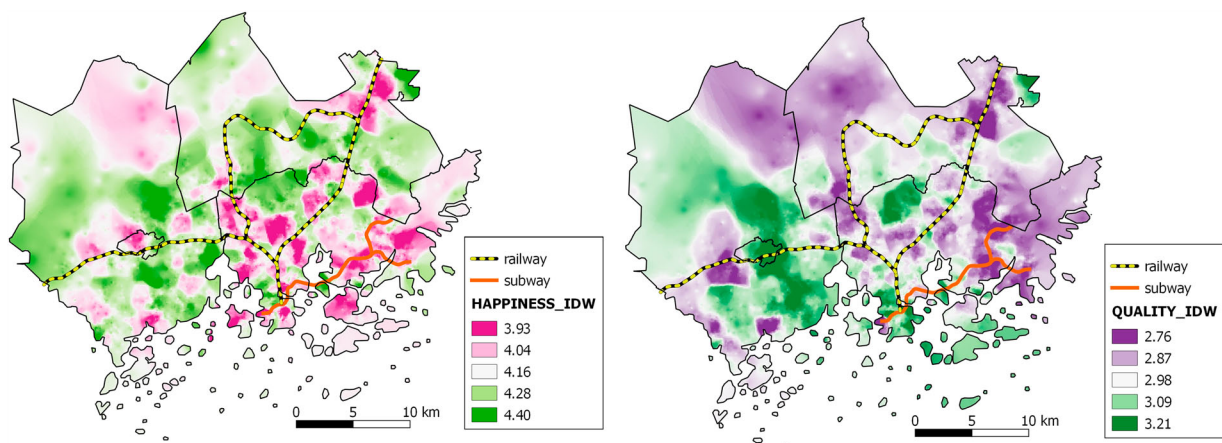 railway
subway
HAPPINESS_IDW
3.93
4.04
4.16
4.28
4.40
0 5 10 km
railway
subway
QUALITY_IDW
2.76
2.87
2.98
3.09
3.21
0 5 10 km